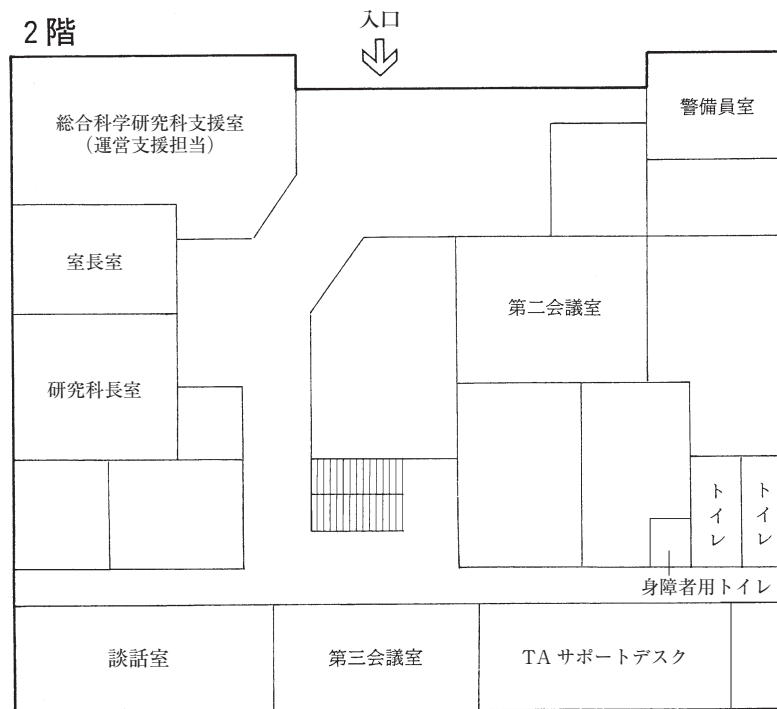 2階
入口
総合科学研究科支援室
（運営支援担当）
警備員室
室長室
第二会議室
研究科長室
トイレ
トイレ
身障者用トイレ
談話室
第三会議室
TAサポートデスク